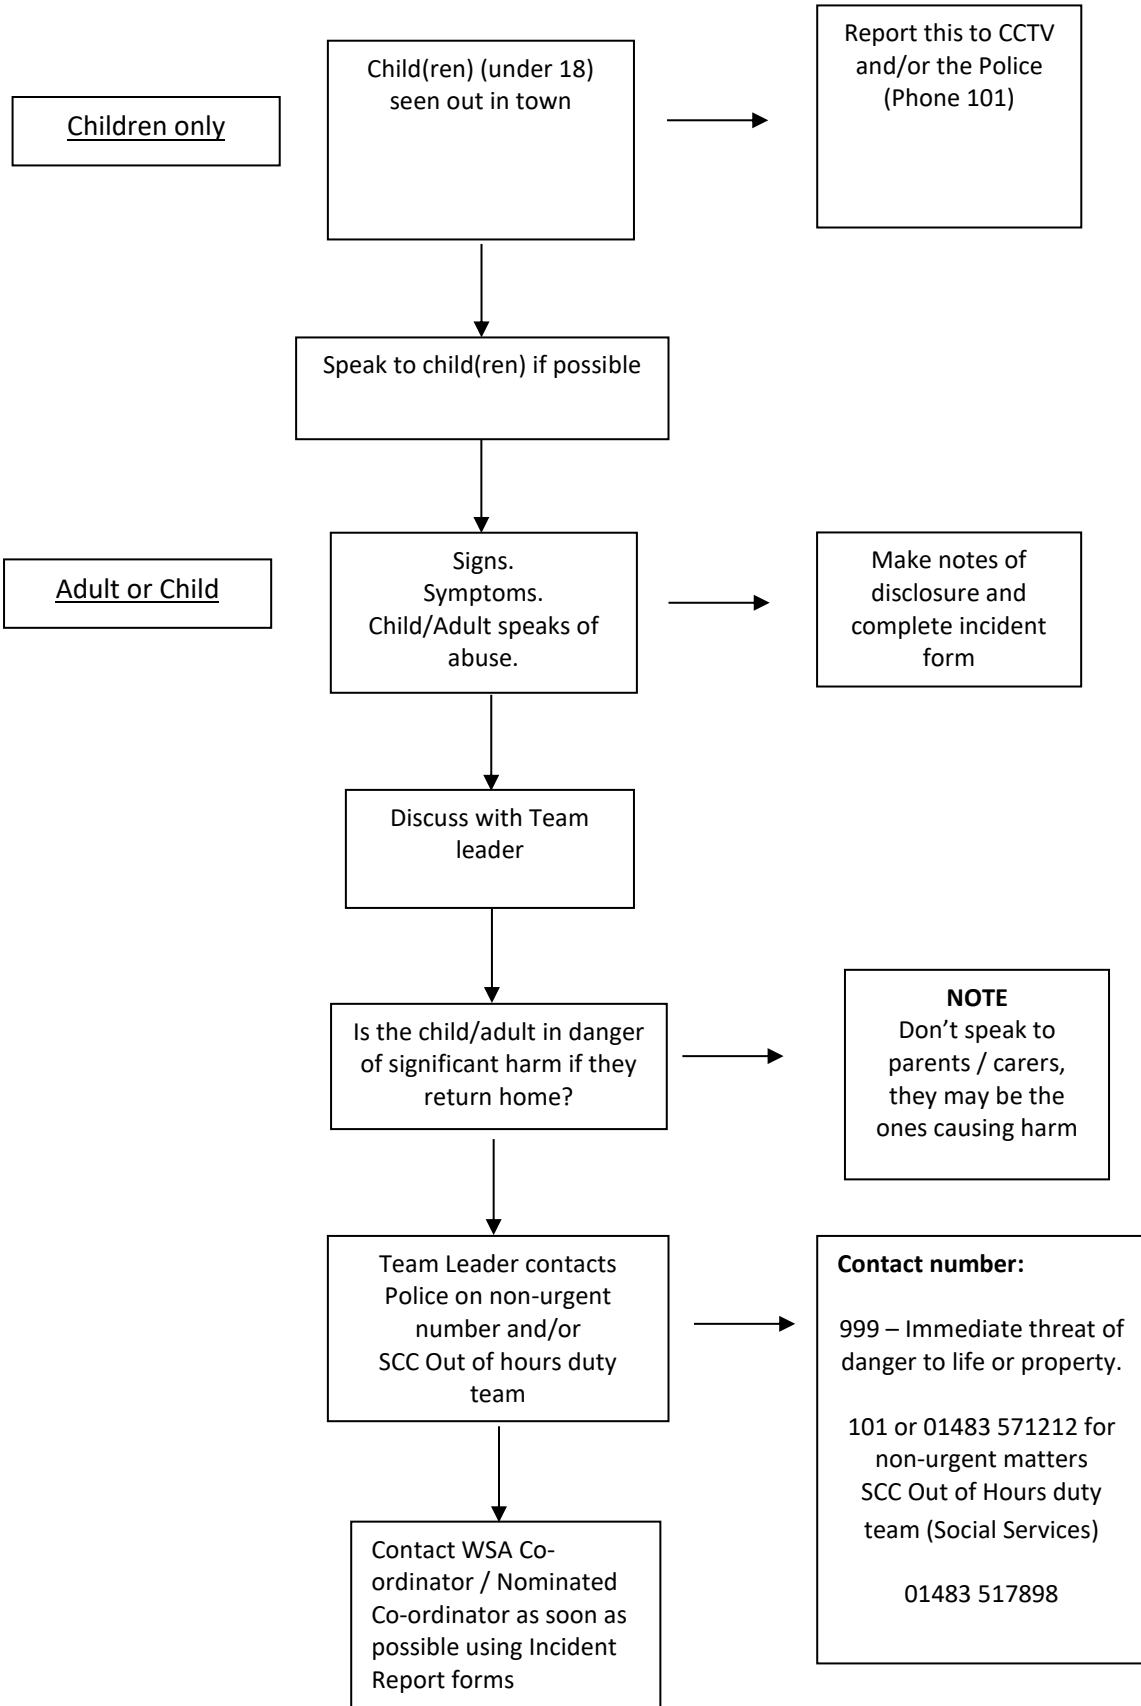 Children only
Child(ren) (under 18)
seen out in town
Report this to CCTV
and/or the Police
(Phone 101)
Speak to child(ren) if possible
Adult or Child
Signs.
Symptoms.
Child/Adult speaks of
abuse.
Make notes of
disclosure and
complete incident
form
Discuss with Team
leader
Is the child/adult in danger
of significant harm if they
return home?
NOTE
Don’t speak to
parents / carers,
they may be the
ones causing harm
Team Leader contacts
Police on non-urgent
number and/or
SCC Out of hours duty
team
Contact number:
999 – Immediate threat of
danger to life or property.
101 or 01483 571212 for
non-urgent matters
SCC Out of Hours duty
team (Social Services)
01483 517898
Contact WSA Co-
ordinator / Nominated
Co-ordinator as soon as
possible using Incident
Report forms